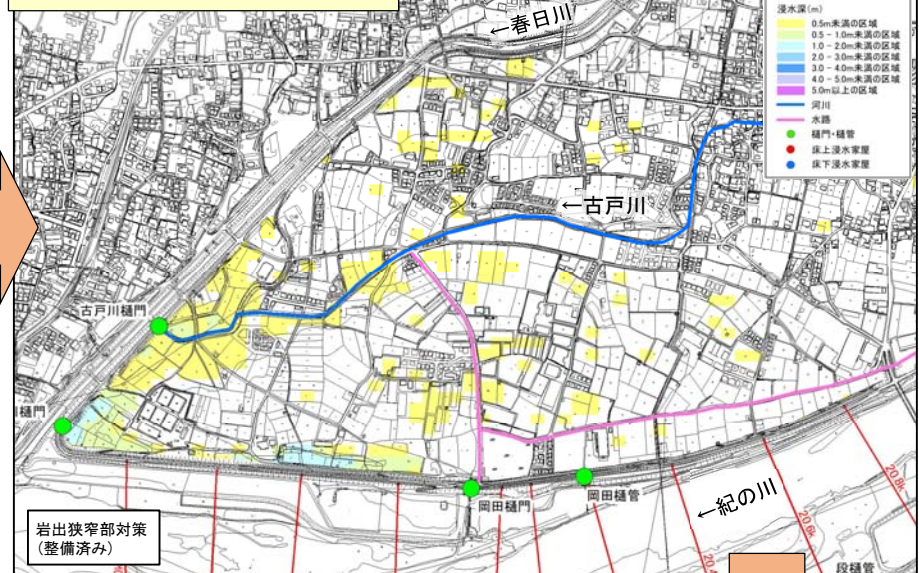 ←春日川
浸水深(m)
0.5m未満の区域
0.5 - 1.0m未満の区域
1.0 - 2.0m未満の区域
2.0 - 3.0m未満の区域
3.0 - 4.0m未満の区域
4.0 - 5.0m未満の区域
5.0m以上の区域
河川
水路
樋門・樋管
床上浸水家屋
床下浸水家屋
←古戸川
古戸川樋門
川樋門
岡田樋門
岡田樋管
←紀の川
岩出狭窄部対策
(整備済み)
20.6k
20.8k
段樋管